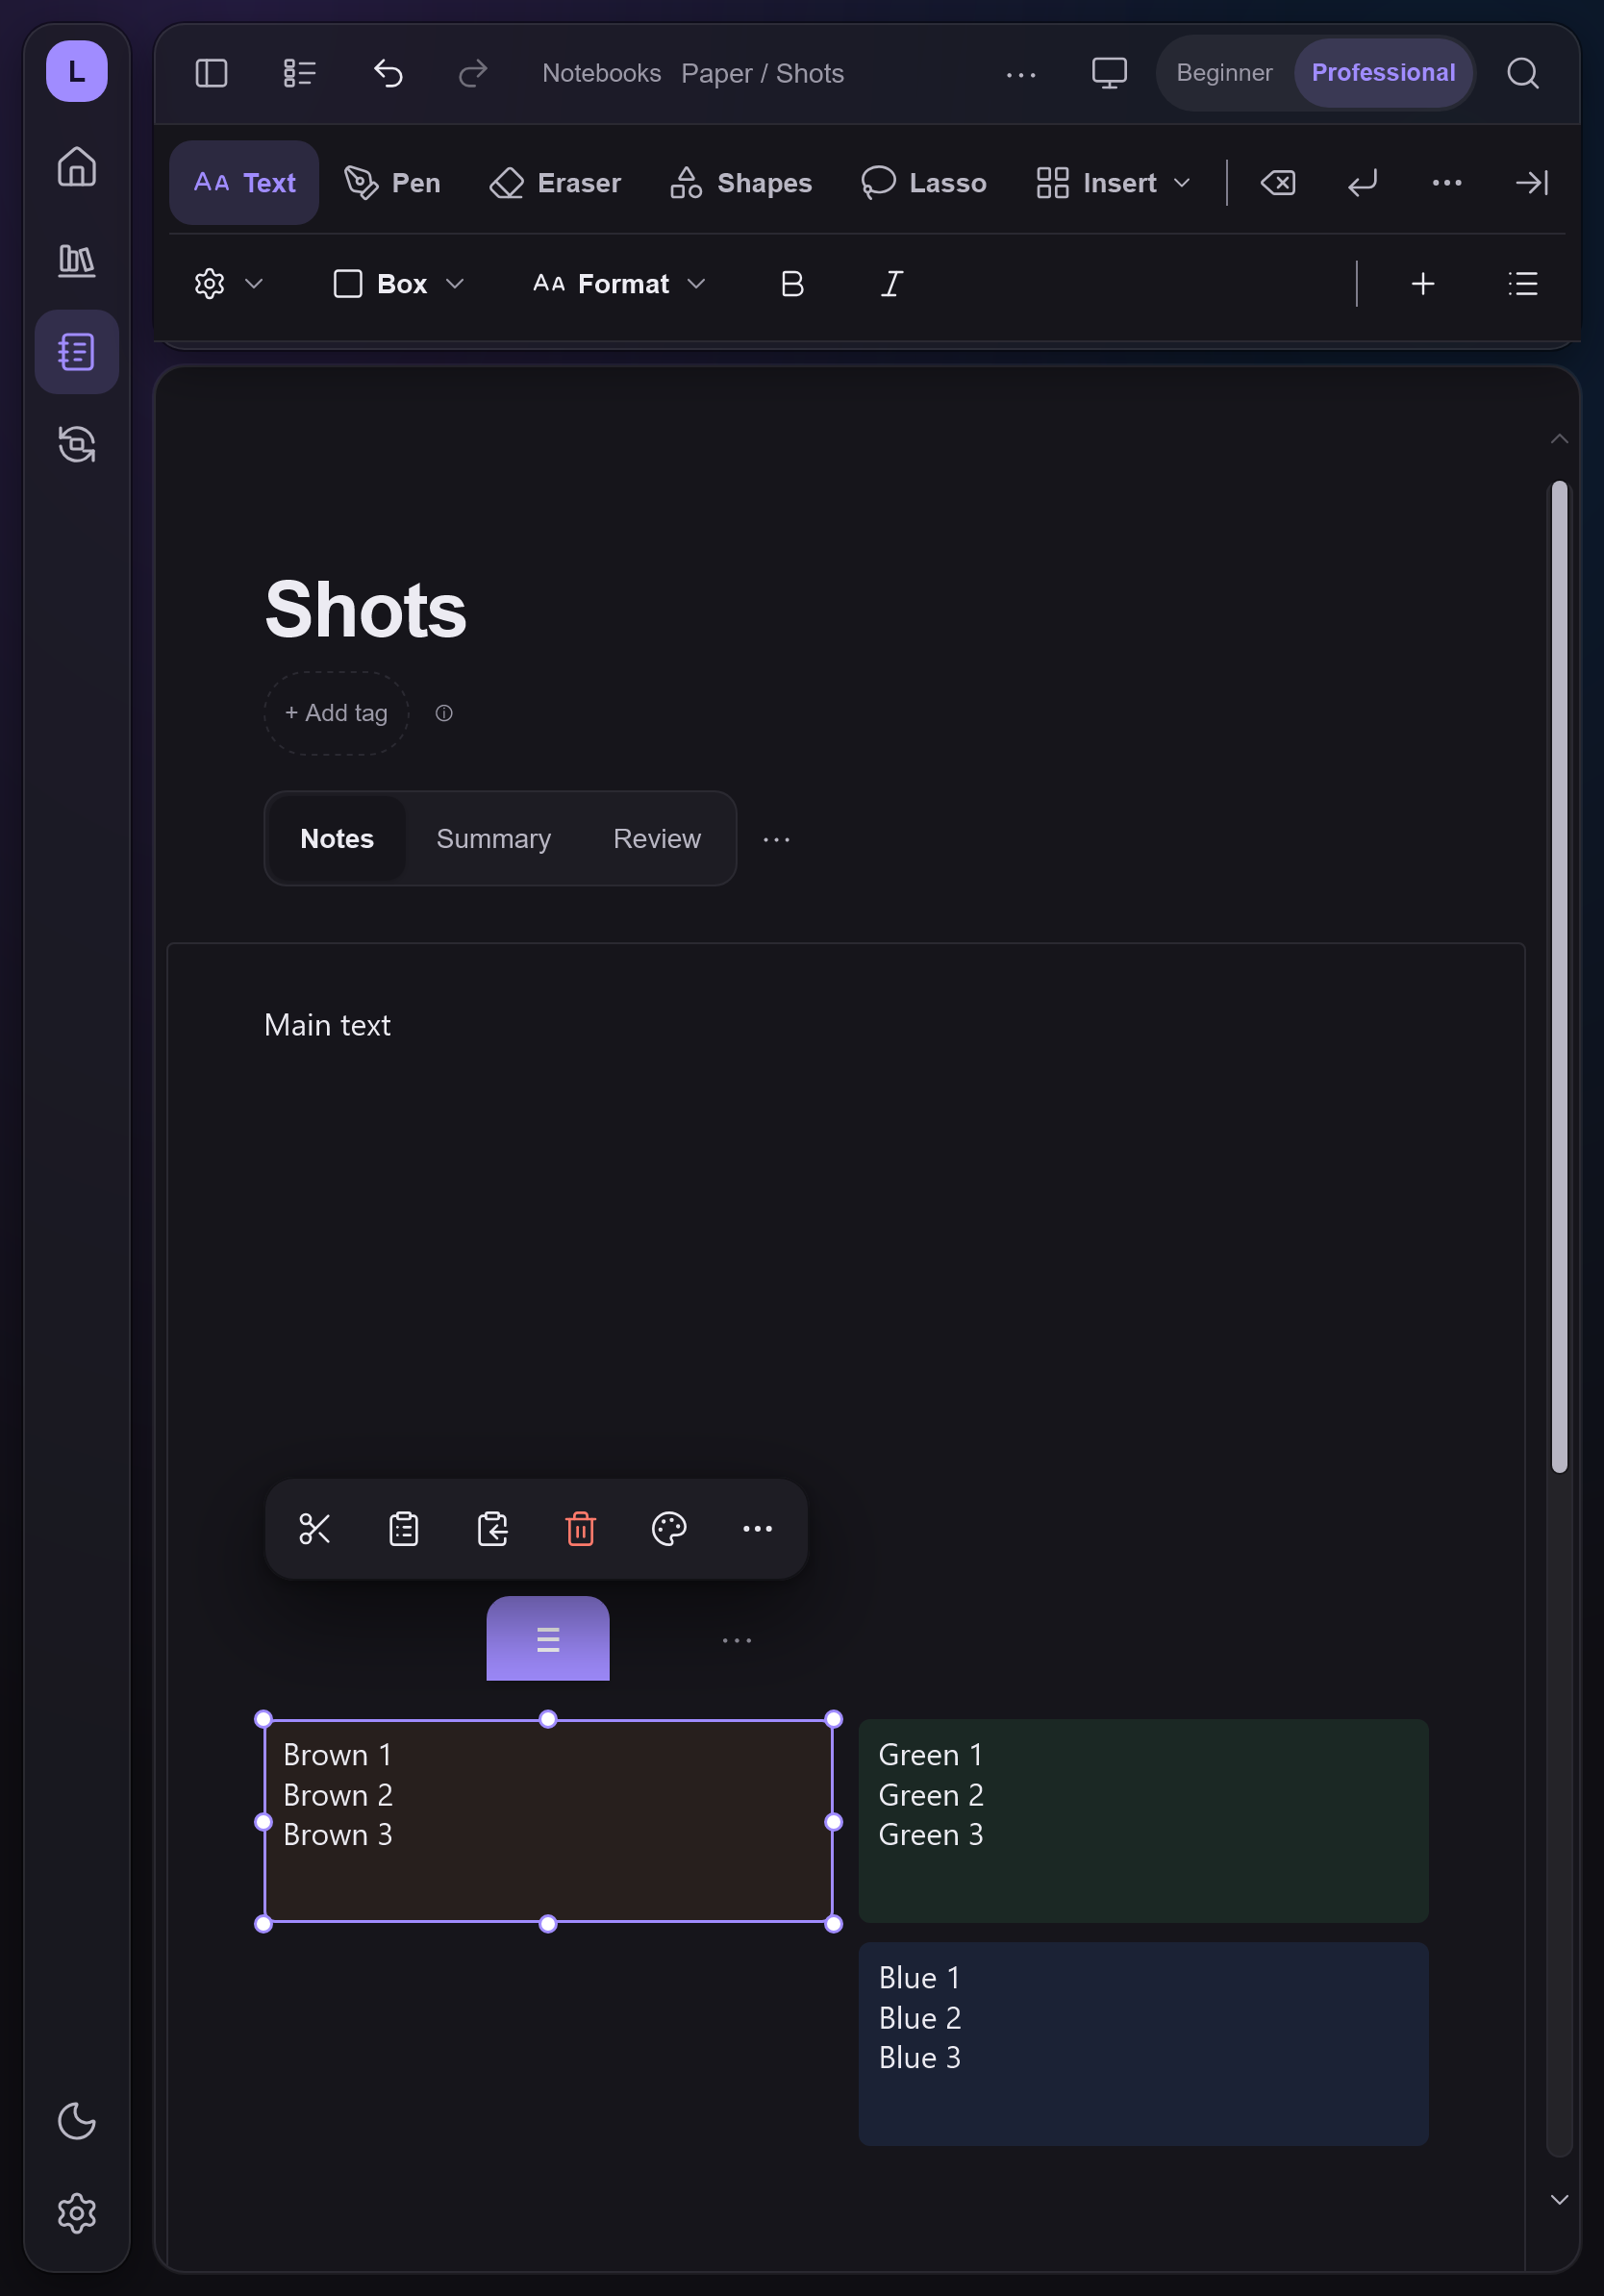 L
Notebooks Paper / Shots
Beginner Professional
Text Pen Eraser Shapes Lasso Insert
Box Format B I
Shots
+ Add tag
Notes Summary Review
Main text
Brown 1
Brown 2
Brown 3
Green 1
Green 2
Green 3
Blue 1
Blue 2
Blue 3